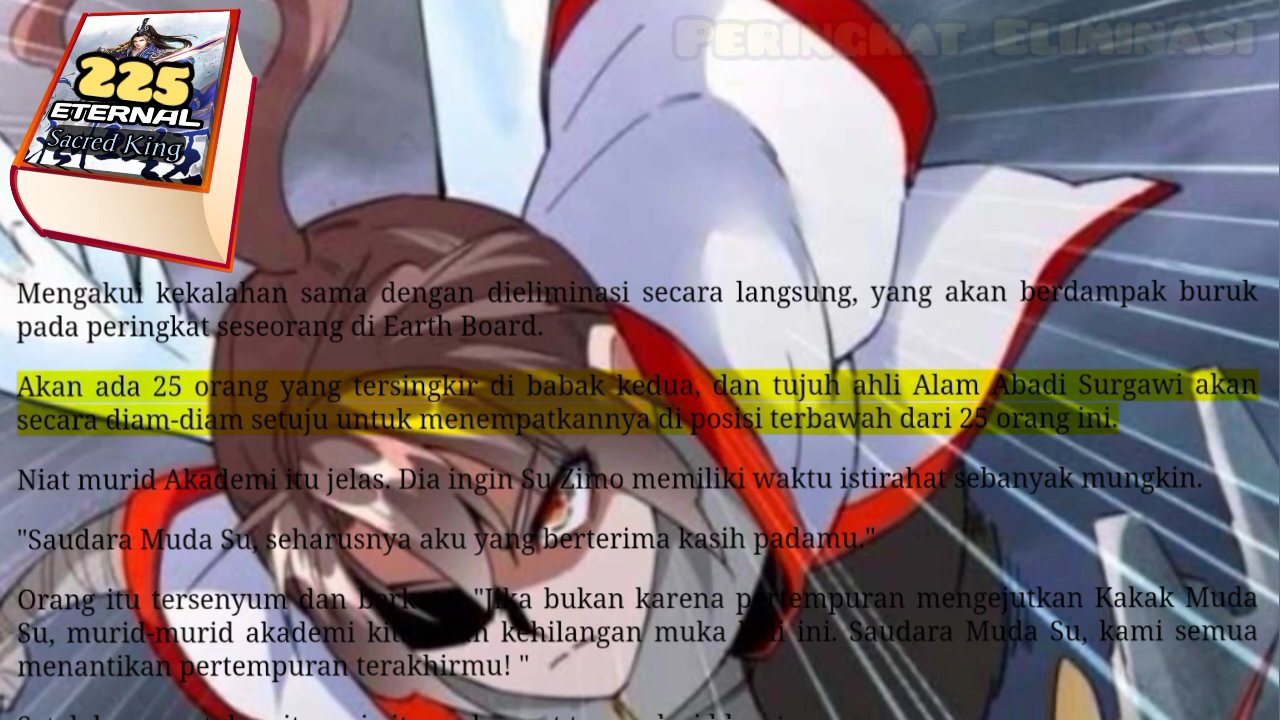 PERINGKAT ELIMINASI
225
ETERNAL
Sacred King
Mengakui kekalahan sama dengan dieliminasi secara langsung, yang akan berdampak buruk
pada peringkat seseorang di Earth Board.
Akan ada 25 orang yang tersingkir di babak kedua, dan tujuh ahli Alam Abadi Surgawi akan
secara diam-diam setuju untuk menempatkannya di posisi terbawah dari 25 orang ini.
Niat murid Akademi itu jelas. Dia ingin Su Zimo memiliki waktu istirahat sebanyak mungkin.
"Saudara Muda Su, seharusnya aku yang berterima kasih padamu."
Orang itu tersenyum dan "Jika bukan karena pertempuran mengejutkan Kakak Muda
Su, murid-murid akademi kehilangan muka kali ini. Saudara Muda Su, kami semua
menantikan pertempuran terakhirmu! "